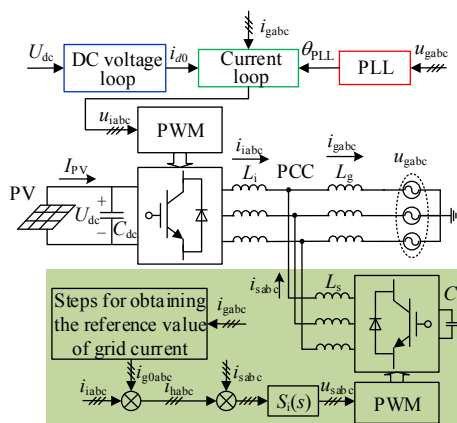 i_gabc
U_dc
DC voltage
loop
i_d0
Current
loop
θ_PLL
PLL
u_gabc
u_iabc
PWM
i_iabc
i_gabc
L_i
PCC
L_g
u_gabc
I_PV
PV
U_dc
+
−
C_dc
i_sabc
L_s
C
Steps for obtaining
the reference value
of grid current
i_gabc
i_g0abc
i_sabc
i_iabc
i_habc
S_i(s)
u_sabc
PWM